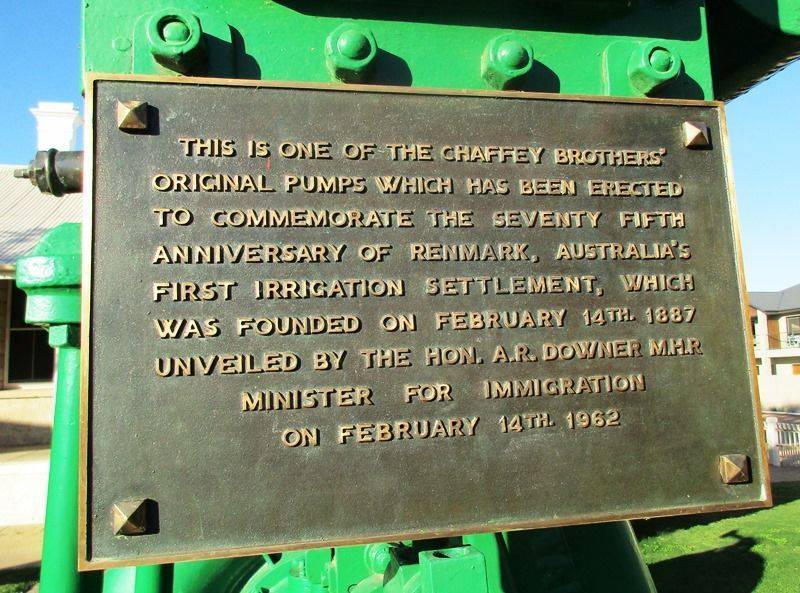 THIS IS ONE OF THE CHAFFEY BROTHERS'
ORIGINAL PUMPS WHICH HAS BEEN ERECTED
TO COMMEMORATE THE SEVENTY FIFTH
ANNIVERSARY OF RENMARK, AUSTRALIA'S
FIRST IRRIGATION SETTLEMENT, WHICH
WAS FOUNDED ON FEBRUARY 14TH. 1887
UNVEILED BY THE HON. A.R. DOWNER M.H.R
MINISTER FOR IMMIGRATION
ON FEBRUARY 14TH. 1962